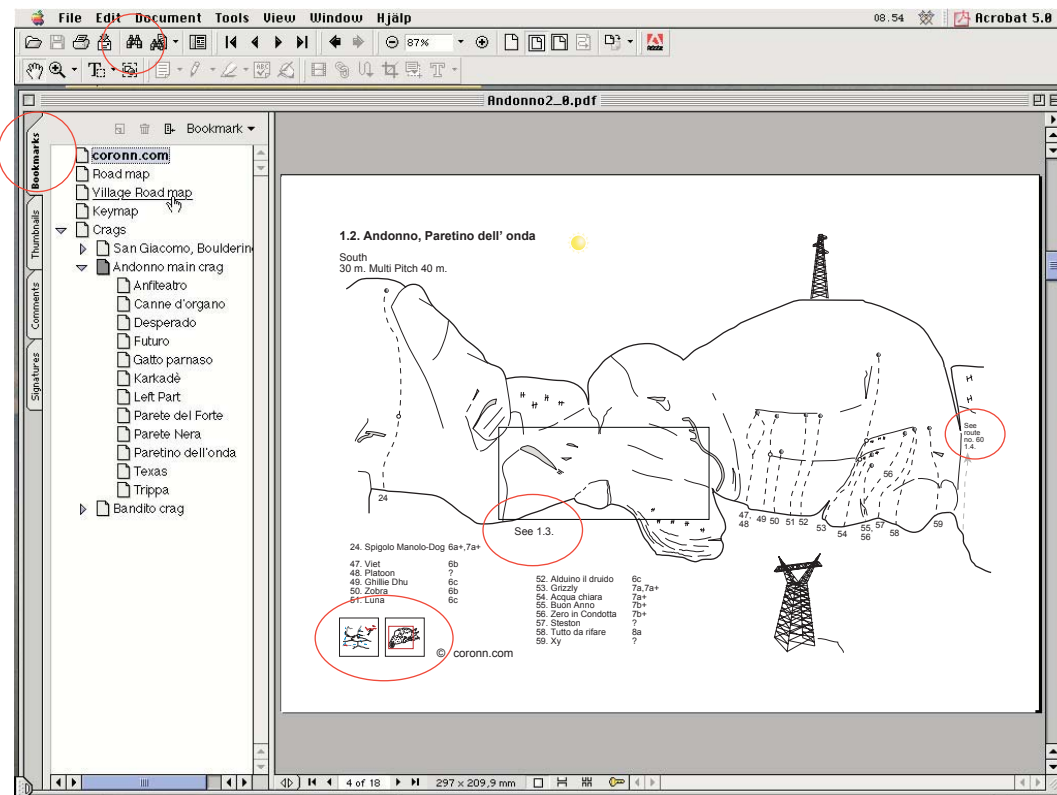 File Edit Document Tools View Window Hjälp
08.54 Acrobat 5.0
87%
Andonno2_0.pdf
Bookmarks
Thumbnails
Comments
Signatures
Bookmark
coronn.com
Road map
Village Road map
Keymap
Crags
San Giacomo, Boulderin
Andonno main crag
Anfiteatro
Canne d'organo
Desperado
Futuro
Gatto parnaso
Karkadè
Left Part
Parete del Forte
Parete Nera
Paretino dell'onda
Texas
Trippa
Bandito crag
1.2. Andonno, Paretino dell' onda
South
30 m. Multi Pitch 40 m.
See
route
no. 60
1.4.
56
24
47,
48
49 50 51 52 53 54 55,
56
57 58 59
See 1.3.
24. Spigolo Manolo-Dog 6a+,7a+
47. Viet 6b
48. Platoon ?
49. Ghillie Dhu 6c
50. Zobra 6b
51. Luna 6c
52. Alduino il druido 6c
53. Grizzly 7a,7a+
54. Acqua chiara 7a+
55. Buon Anno 7b+
56. Zero in Condotta 7b+
57. Steston ?
58. Tutto da rifare 8a
59. Xy ?
© coronn.com
4 of 18
297 x 209,9 mm